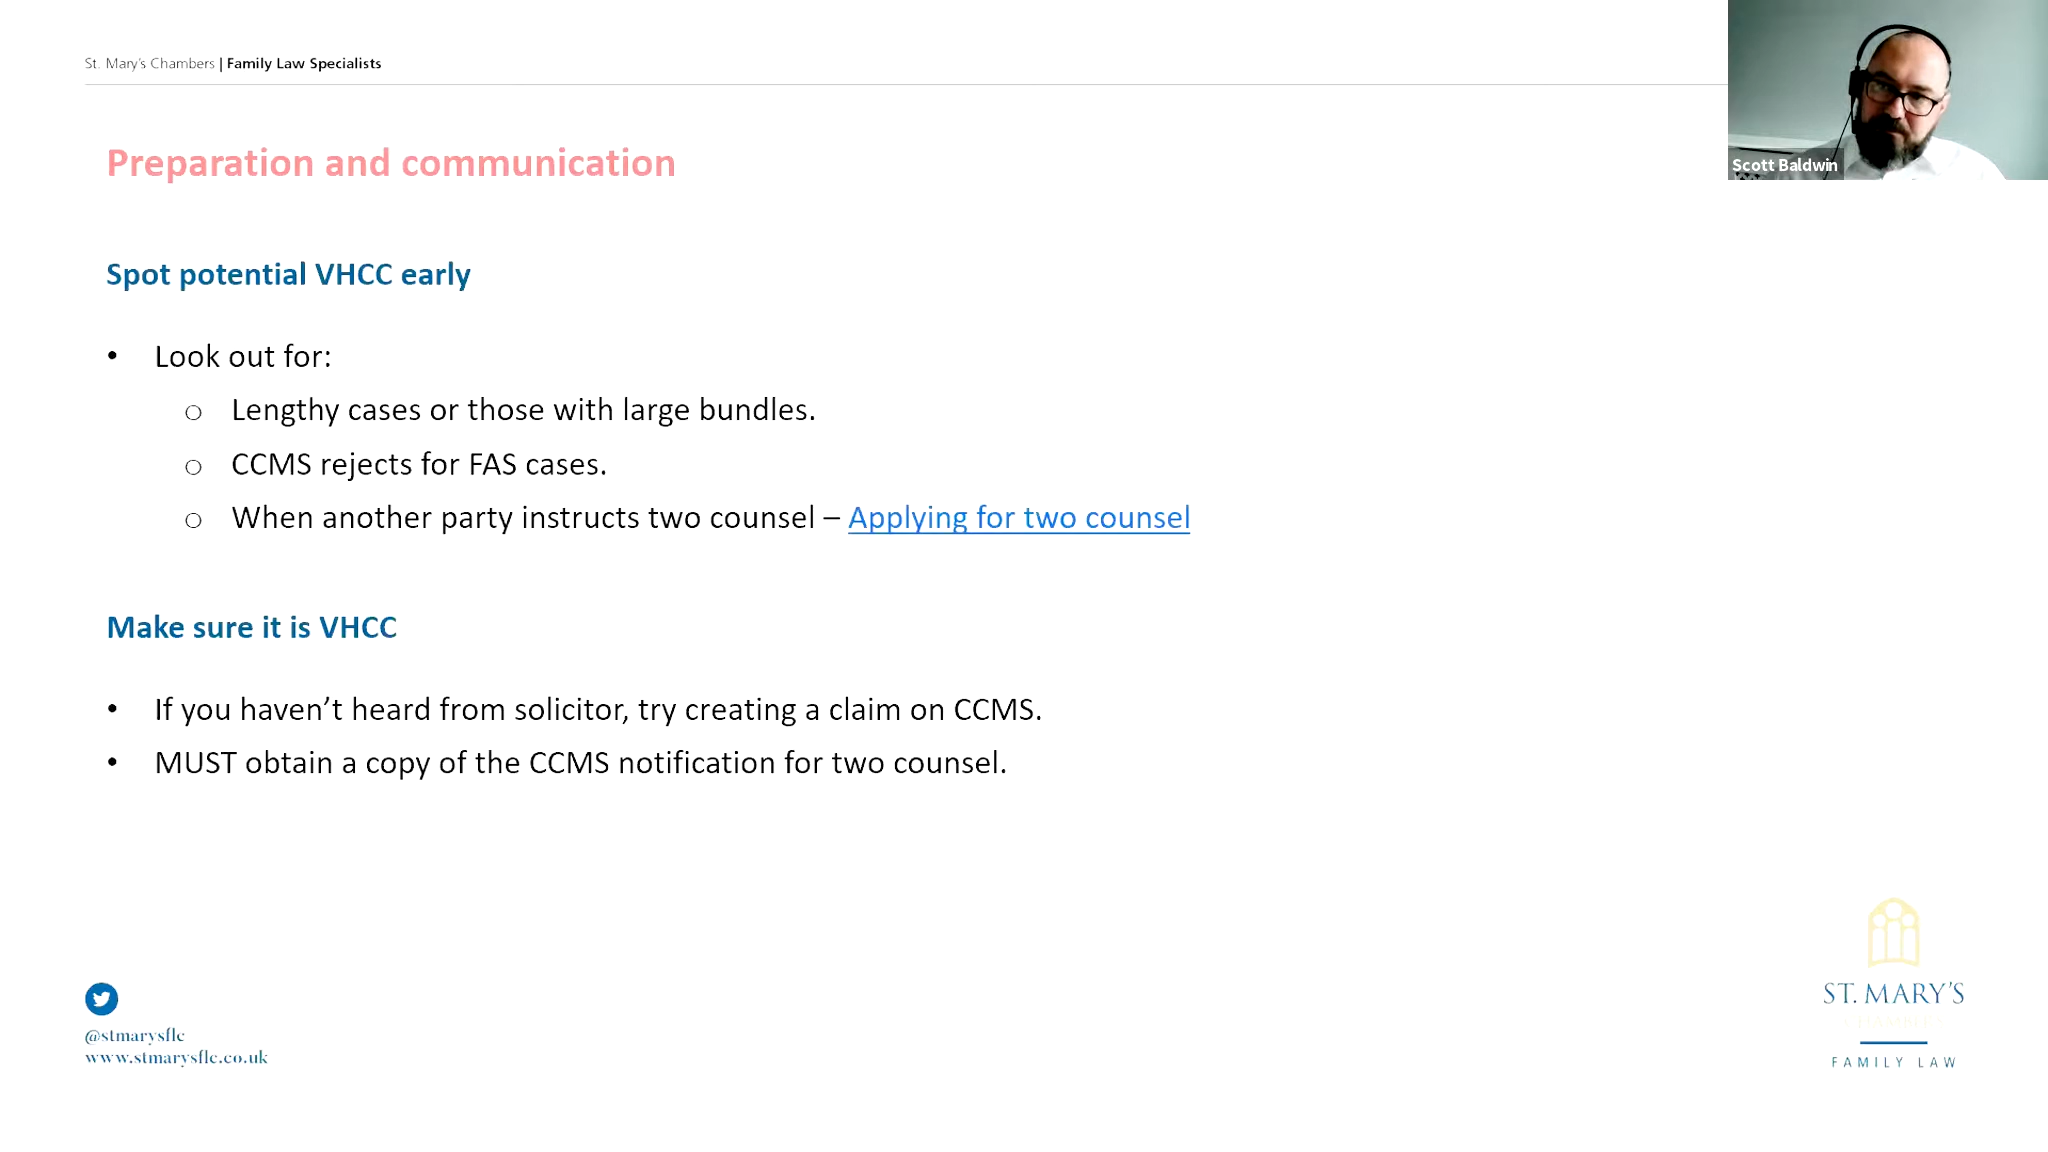 St. Mary's Chambers | Family Law Specialists
Scott Baldwin
Preparation and communication
Spot potential VHCC early
• Look out for:
o Lengthy cases or those with large bundles.
o CCMS rejects for FAS cases.
o When another party instructs two counsel – Applying for two counsel
Make sure it is VHCC
• If you haven't heard from solicitor, try creating a claim on CCMS.
• MUST obtain a copy of the CCMS notification for two counsel.
@stmarysflc
www.stmarysflc.co.uk
ST. MARY'S
FAMILY LAW